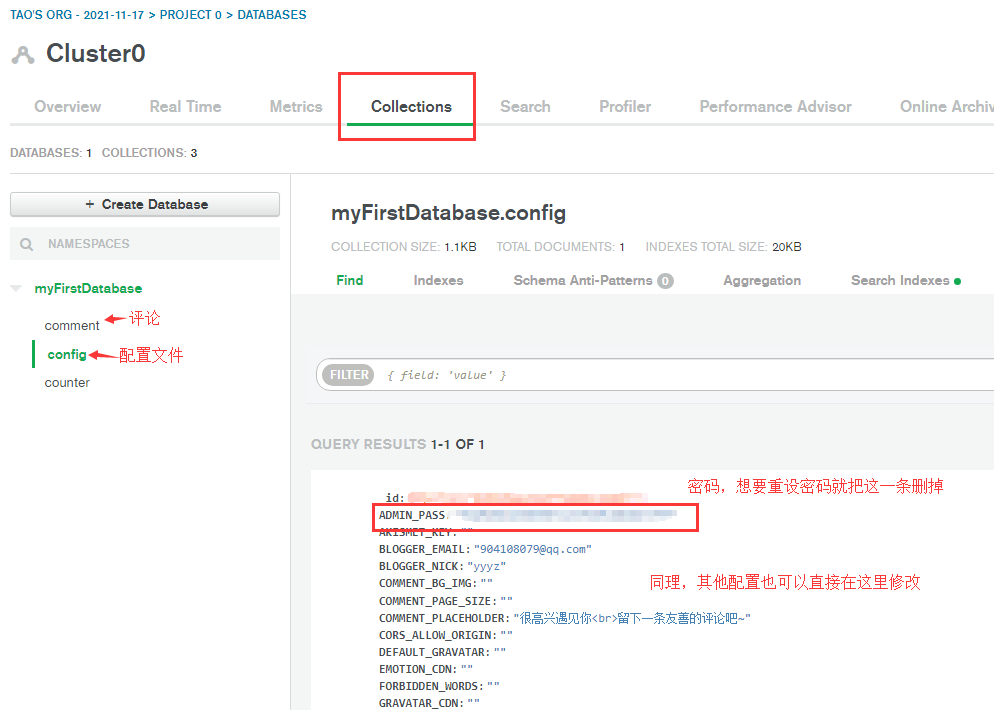 TAO'S ORG - 2021-11-17 > PROJECT 0 > DATABASES
Cluster0
Overview Real Time Metrics Collections Search Profiler Performance Advisor Online Archiv
DATABASES: 1 COLLECTIONS: 3
+ Create Database
NAMESPACES
myFirstDatabase
comment 评论
config 配置文件
counter
myFirstDatabase.config
COLLECTION SIZE: 1.1KB TOTAL DOCUMENTS: 1 INDEXES TOTAL SIZE: 20KB
Find Indexes Schema Anti-Patterns 0 Aggregation Search Indexes
FILTER { field: 'value' }
QUERY RESULTS 1-1 OF 1
密码，想要重设密码就把这一条删掉
_id:
ADMIN_PASS:
AKISMET_KEY:""
BLOGGER_EMAIL:"904108079@qq.com"
BLOGGER_NICK:"yyyz"
同理，其他配置也可以直接在这里修改
COMMENT_BG_IMG:""
COMMENT_PAGE_SIZE:""
COMMENT_PLACEHOLDER:"很高兴遇见你<br>留下一条友善的评论吧~"
CORS_ALLOW_ORIGIN:""
DEFAULT_GRAVATAR:""
EMOTION_CDN:""
FORBIDDEN_WORDS:""
GRAVATAR_CDN:""